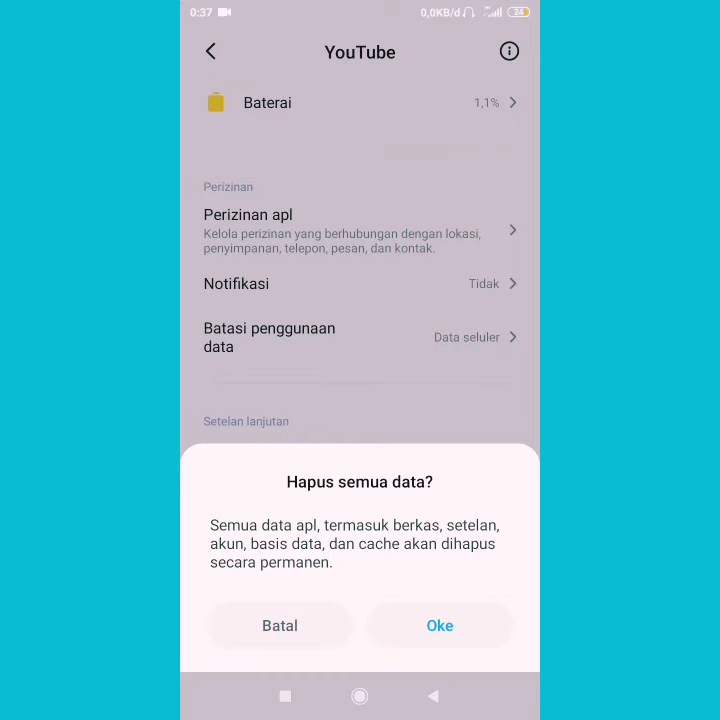 0:37
0,0KB/d
24
YouTube
Baterai
1,1%
Perizinan
Perizinan apl
Kelola perizinan yang berhubungan dengan lokasi,
penyimpanan, telepon, pesan, dan kontak.
Notifikasi
Tidak
Batasi penggunaan
data
Data seluler
Setelan lanjutan
Hapus semua data?
Semua data apl, termasuk berkas, setelan,
akun, basis data, dan cache akan dihapus
secara permanen.
Batal
Oke